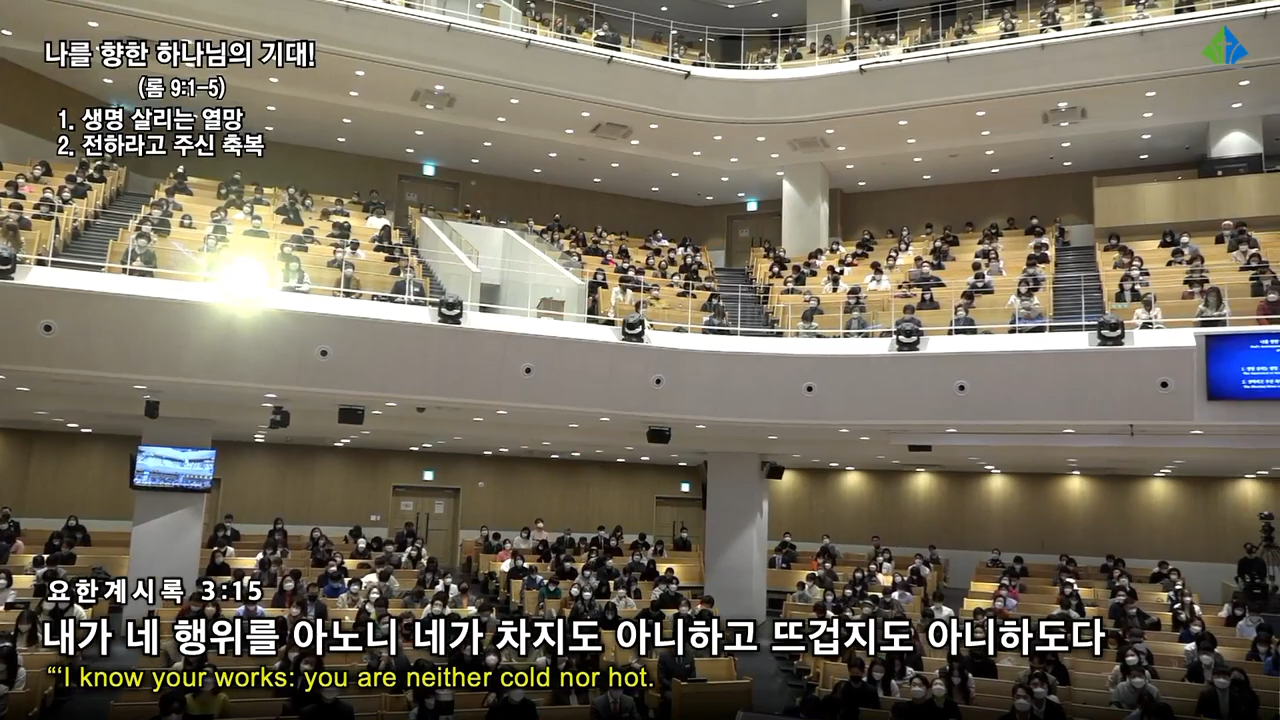 나를 향한 하나님의 기대!
(롬 9:1-5)
1. 생명 살리는 열망
2. 전하라고 주신 축복
요한계시록 3:15
내가 네 행위를 아노니 네가 차지도 아니하고 뜨겁지도 아니하도다
“‘I know your works: you are neither cold nor hot.